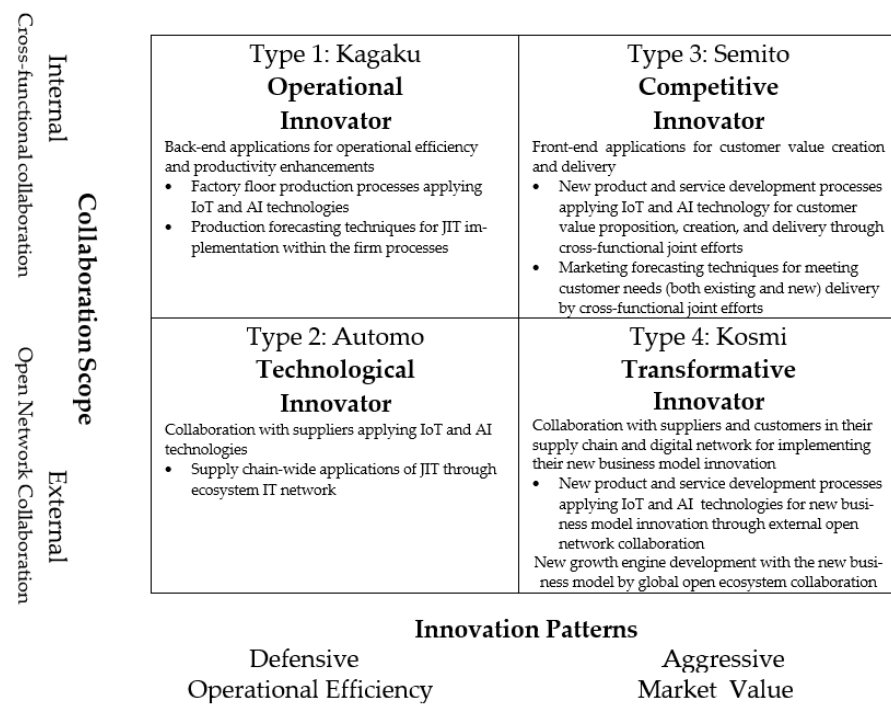 Cross-functional collaboration
Internal
Collaboration Scope
Open Network Collaboration
External
Type 1: Kagaku
Operational
Innovator
Back-end applications for operational efficiency
and productivity enhancements
• Factory floor production processes applying
IoT and AI technologies
• Production forecasting techniques for JIT im-
plementation within the firm processes
Type 3: Semito
Competitive
Innovator
Front-end applications for customer value creation
and delivery
• New product and service development processes
applying IoT and AI technology for customer
value proposition, creation, and delivery through
cross-functional joint efforts
• Marketing forecasting techniques for meeting
customer needs (both existing and new) delivery
by cross-functional joint efforts
Type 2: Automo
Technological
Innovator
Collaboration with suppliers applying IoT and AI
technologies
• Supply chain-wide applications of JIT through
ecosystem IT network
Type 4: Kosmi
Transformative
Innovator
Collaboration with suppliers and customers in their
supply chain and digital network for implementing
their new business model innovation
• New product and service development processes
applying IoT and AI technologies for new busi-
ness model innovation through external open
network collaboration
New growth engine development with the new busi-
ness model by global open ecosystem collaboration
Innovation Patterns
Defensive
Operational Efficiency
Aggressive
Market Value